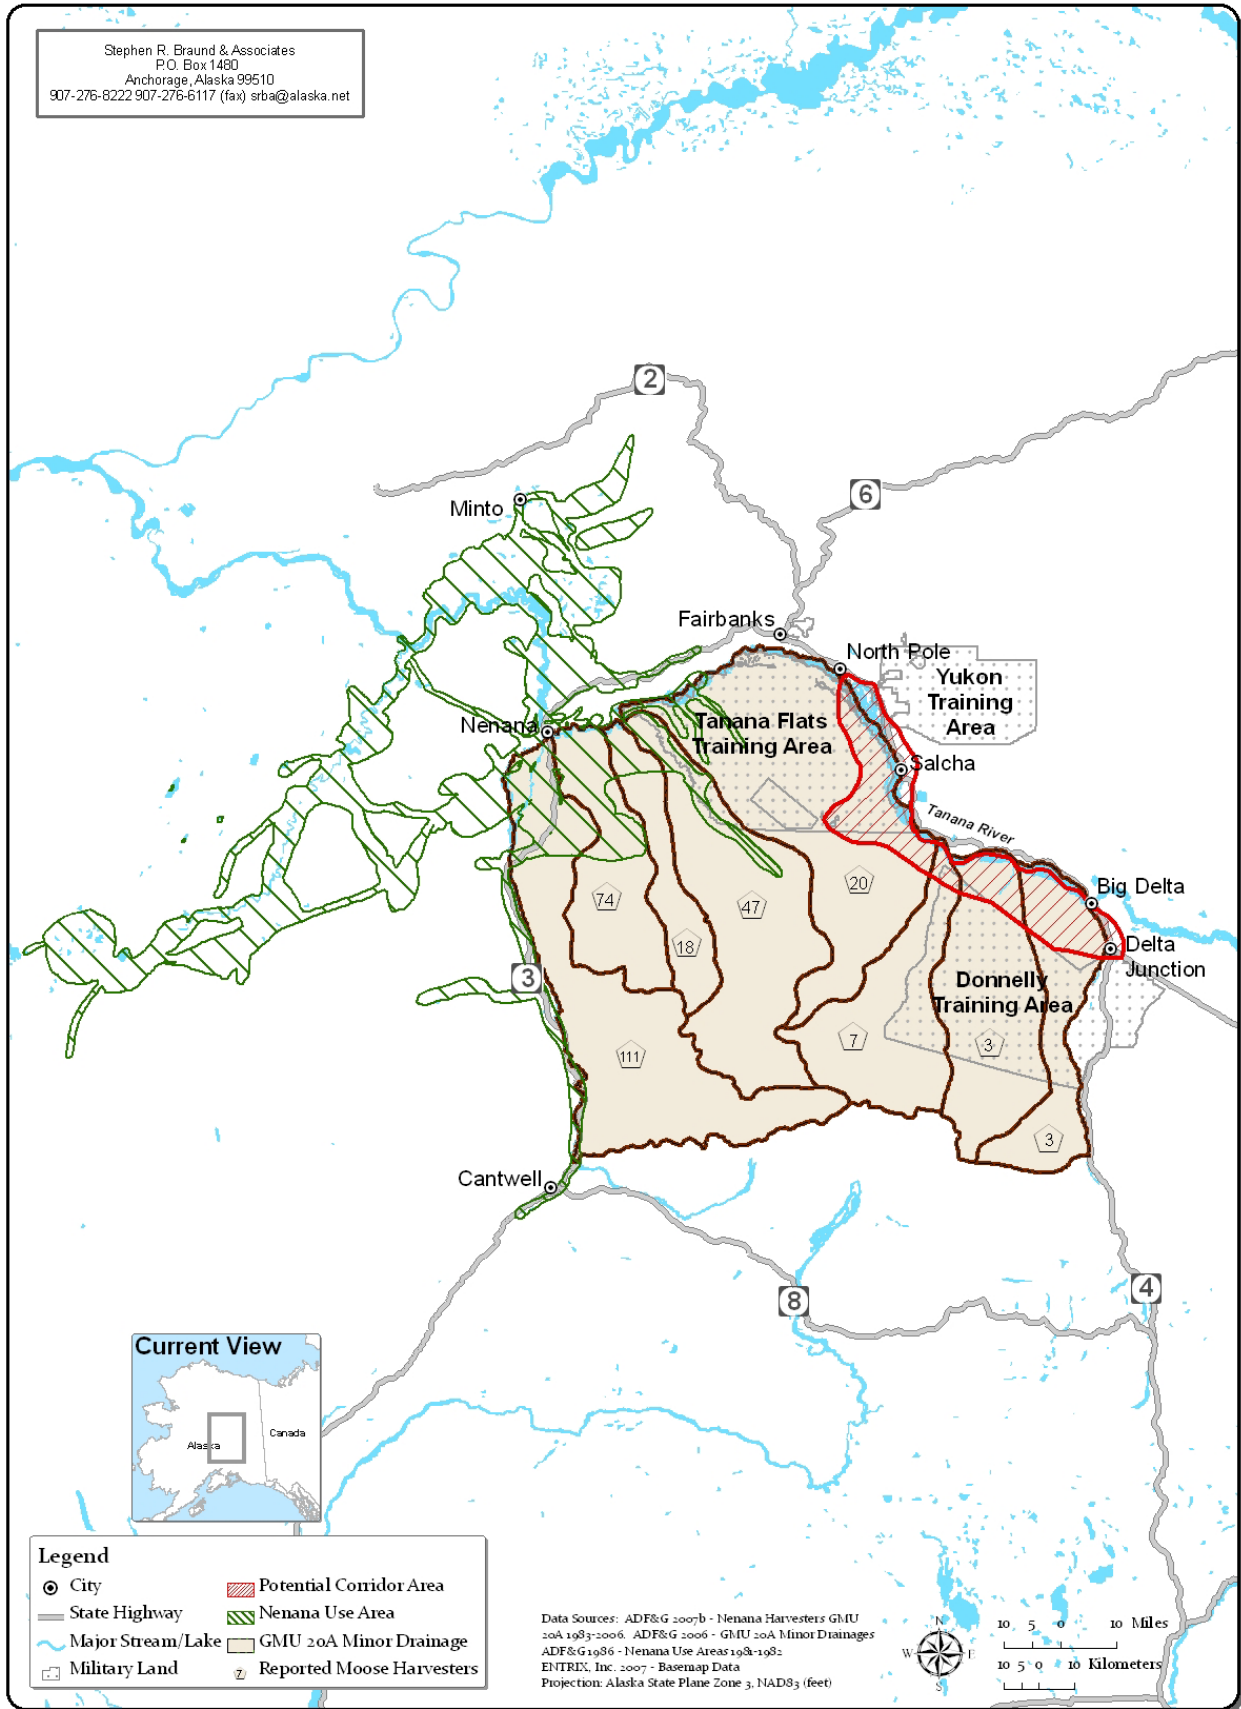 Stephen R. Braund & Associates
P.O. Box 1480
Anchorage, Alaska 99510
907-276-8222 907-276-6117 (fax) srba@alaska.net
2
6
Minto
Fairbanks
North Pole
Yukon
Training
Area
Nenana
Tanana Flats
Training Area
Salcha
Tanana River
Big Delta
74
47
20
18
Delta
Junction
3
Donnelly
Training Area
111
7
3
3
Cantwell
8
4
Current View
Alaska
Canada
Legend
City
State Highway
Major Stream/Lake
Military Land
Potential Corridor Area
Nenana Use Area
GMU 20A Minor Drainage
7 Reported Moose Harvesters
Data Sources: ADF&G 2007b - Nenana Harvesters GMU
20A 1983-2006. ADF&G 2006 - GMU 20A Minor Drainages
ADF&G 1986 - Nenana Use Areas 1981-1982
ENTRIX, Inc. 2007 - Basemap Data
Projection: Alaska State Plane Zone 3, NAD83 (feet)
N
W E
S
10 5 0 10 Miles
10 5 0 10 Kilometers